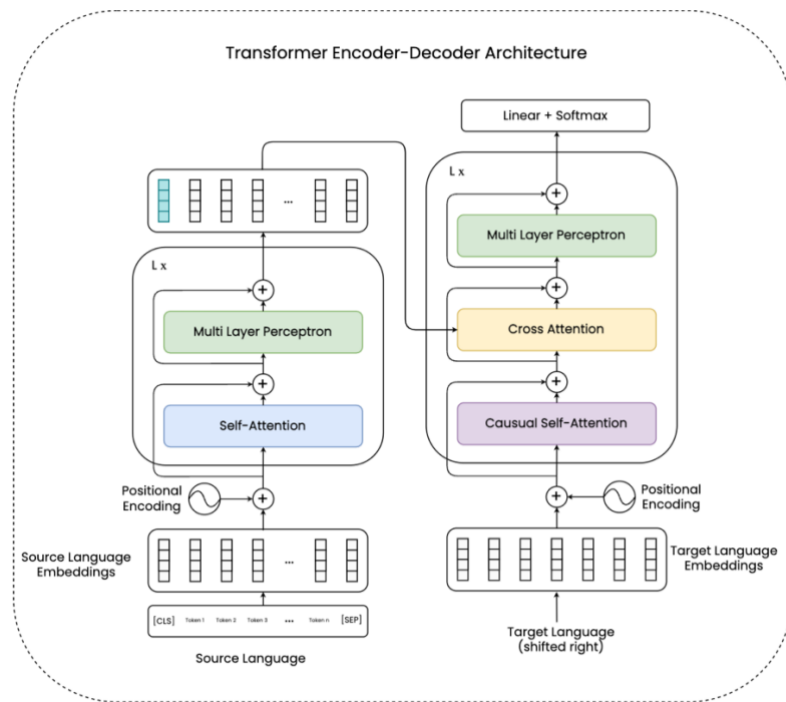 Transformer Encoder-Decoder Architecture
Linear + Softmax
L x
Multi Layer Perceptron
Cross Attention
Causual Self-Attention
Positional
Encoding
Target Language
Embeddings
Target Language
(shifted right)
...
L x
Multi Layer Perceptron
Self-Attention
Positional
Encoding
Source Language
Embeddings
...
[CLS] Token 1 Token 2 Token 3 ... Token n [SEP]
Source Language